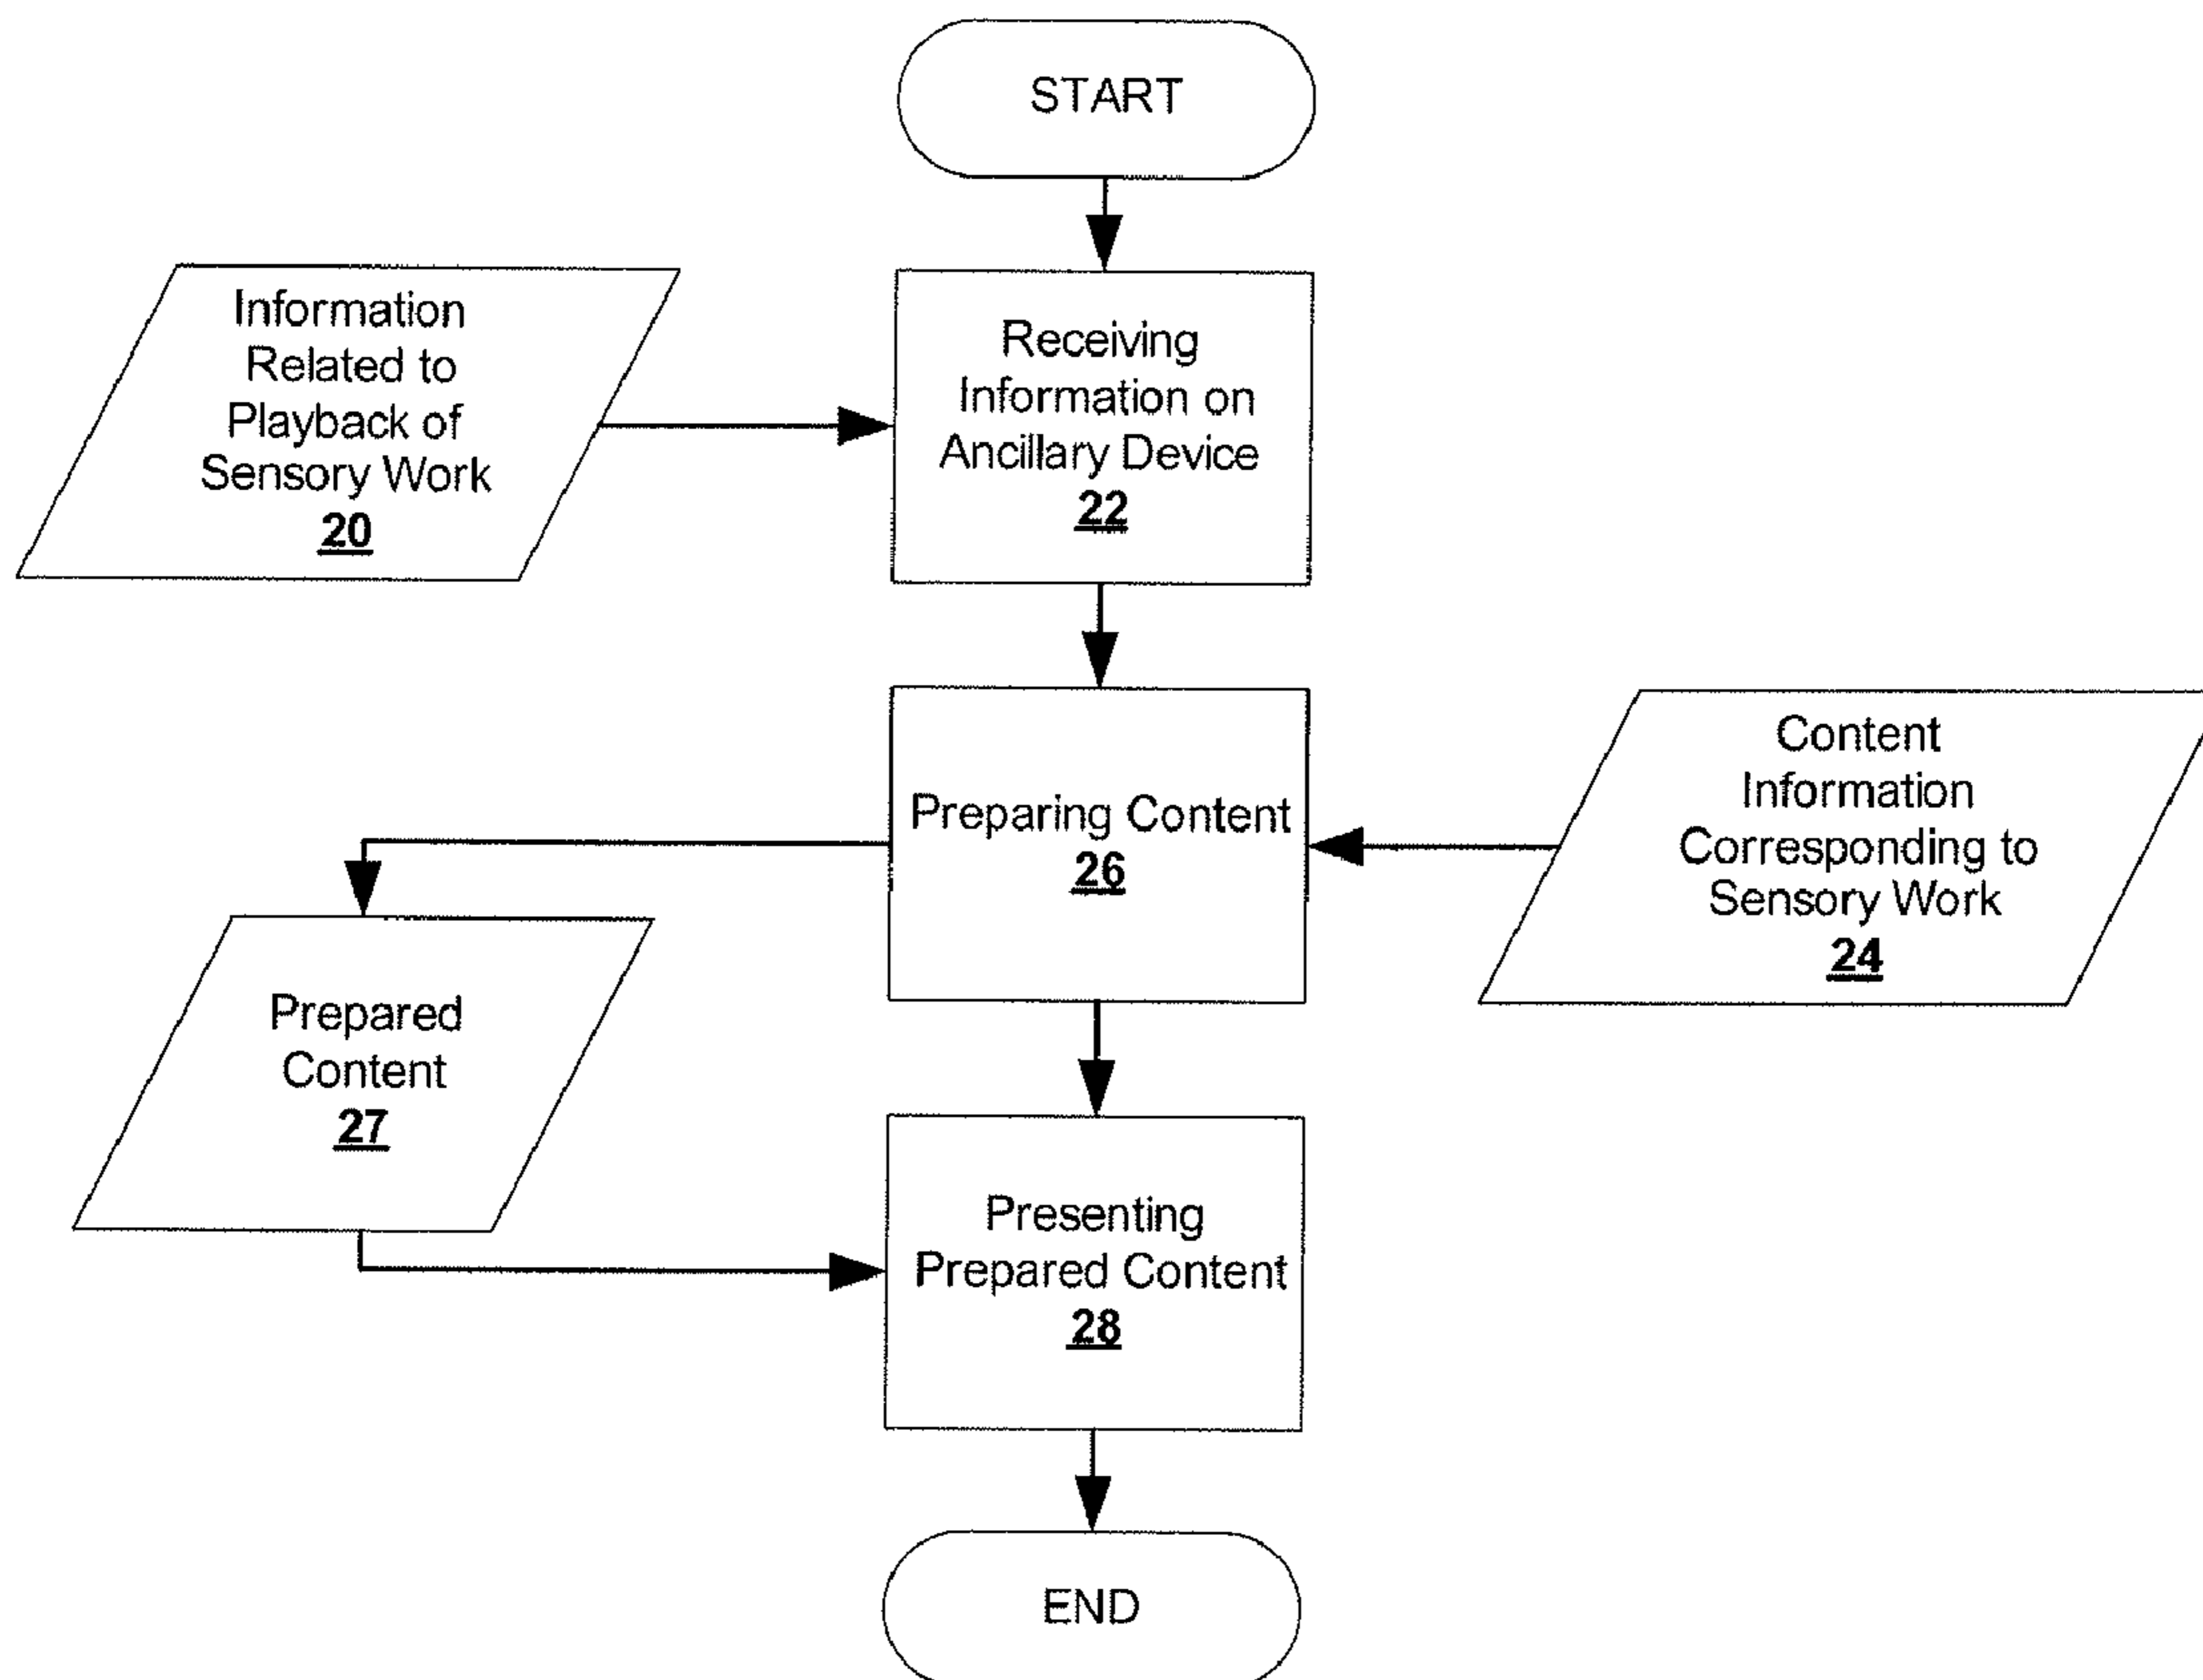 START
Information
Related to
Playback of
Sensory Work
20
Receiving
Information on
Ancillary Device
22
Preparing Content
26
Content
Information
Corresponding to
Sensory Work
24
Prepared
Content
27
Presenting
Prepared Content
28
END